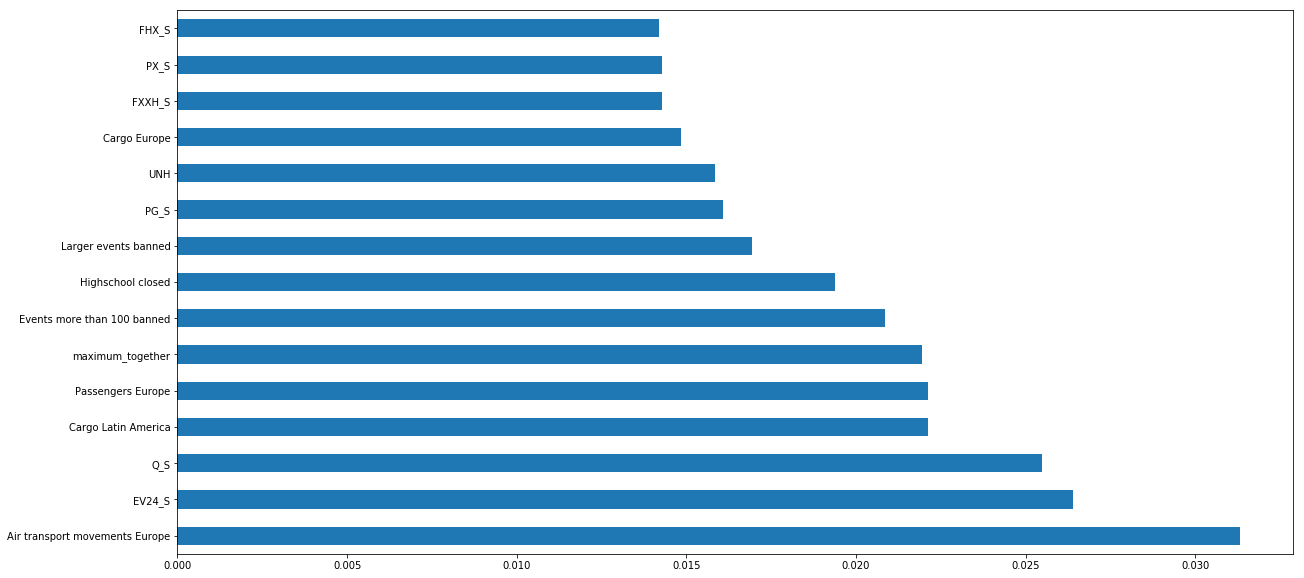 FHX_S
PX_S
FXXH_S
Cargo Europe
UNH
PG_S
Larger events banned
Highschool closed
Events more than 100 banned
maximum_together
Passengers Europe
Cargo Latin America
Q_S
EV24_S
Air transport movements Europe
0.000 0.005 0.010 0.015 0.020 0.025 0.030